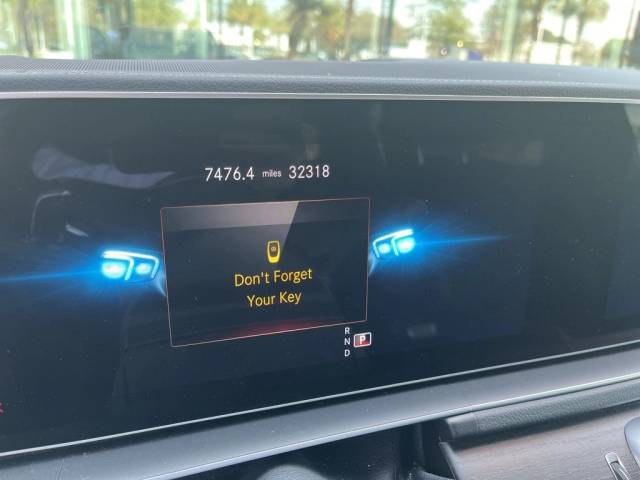 7476.4 miles 32318
Don't Forget
Your Key
R
N P
D